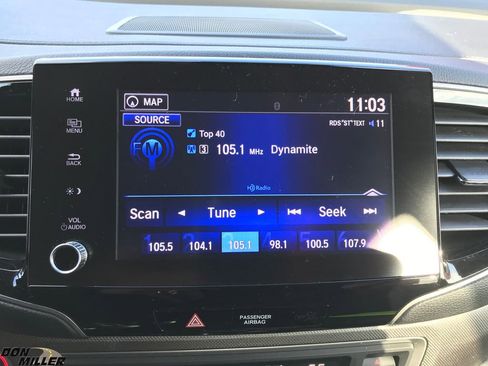 HOME
MENU
BACK
VOL
AUDIO
MAP
11:03
SOURCE
RDS "ST" TEXT 11
Top 40
FM
3 105.1 MHz Dynamite
HD Radio
Scan Tune Seek
105.5 104.1 105.1 98.1 100.5 107.9
PASSENGER
AIRBAG
DON
MILLER